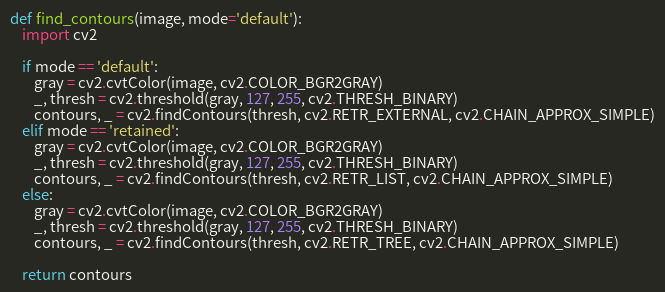 def find_contours(image, mode='default'):
    import cv2

    if mode == 'default':
        gray = cv2.cvtColor(image, cv2.COLOR_BGR2GRAY)
        _, thresh = cv2.threshold(gray, 127, 255, cv2.THRESH_BINARY)
        contours, _ = cv2.findContours(thresh, cv2.RETR_EXTERNAL, cv2.CHAIN_APPROX_SIMPLE)
    elif mode == 'retained':
        gray = cv2.cvtColor(image, cv2.COLOR_BGR2GRAY)
        _, thresh = cv2.threshold(gray, 127, 255, cv2.THRESH_BINARY)
        contours, _ = cv2.findContours(thresh, cv2.RETR_LIST, cv2.CHAIN_APPROX_SIMPLE)
    else:
        gray = cv2.cvtColor(image, cv2.COLOR_BGR2GRAY)
        _, thresh = cv2.threshold(gray, 127, 255, cv2.THRESH_BINARY)
        contours, _ = cv2.findContours(thresh, cv2.RETR_TREE, cv2.CHAIN_APPROX_SIMPLE)

    return contours